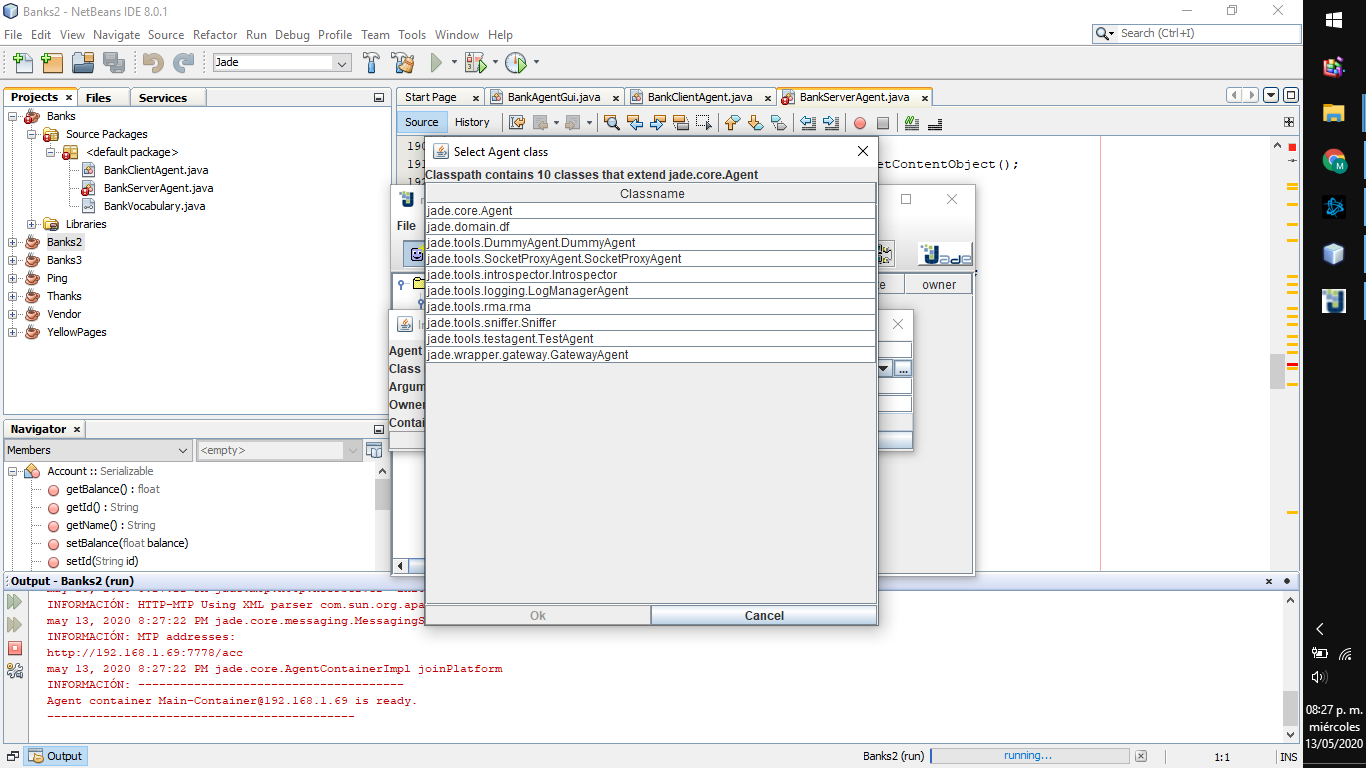 Banks2 - NetBeans IDE 8.0.1
File Edit View Navigate Source Refactor Run Debug Profile Team Tools Window Help
Search (Ctrl+I)
Jade
Projects
Files
Services
Banks
Source Packages
<default package>
BankClientAgent.java
BankServerAgent.java
BankVocabulary.java
Libraries
Banks2
Banks3
Ping
Thanks
Vendor
YellowPages
Start Page
BankAgentGui.java
BankClientAgent.java
BankServerAgent.java
Source
History
190
191
192
etContentObject();
File
Jade
owner
Agent
Class
Argum
Owner
Contai
...
Select Agent class
Classpath contains 10 classes that extend jade.core.Agent
Classname
jade.core.Agent
jade.domain.df
jade.tools.DummyAgent.DummyAgent
jade.tools.SocketProxyAgent.SocketProxyAgent
jade.tools.introspector.Introspector
jade.tools.logging.LogManagerAgent
jade.tools.rma.rma
jade.tools.sniffer.Sniffer
jade.tools.testagent.TestAgent
jade.wrapper.gateway.GatewayAgent
Ok
Cancel
Navigator
Members
<empty>
Account :: Serializable
getBalance() : float
getId() : String
getName() : String
setBalance(float balance)
setId(String id)
Output - Banks2 (run)
INFORMACIÓN: HTTP-MTP Using XML parser com.sun.org.apa
may 13, 2020 8:27:22 PM jade.core.messaging.MessagingS
INFORMACIÓN: MTP addresses:
http://192.168.1.69:7778/acc
may 13, 2020 8:27:22 PM jade.core.AgentContainerImpl joinPlatform
INFORMACIÓN: --------------------------------------
Agent container Main-Container@192.168.1.69 is ready.
--------------------------------------------
Output
Banks2 (run)
running...
1:1
INS
08:27 p. m.
miércoles
13/05/2020